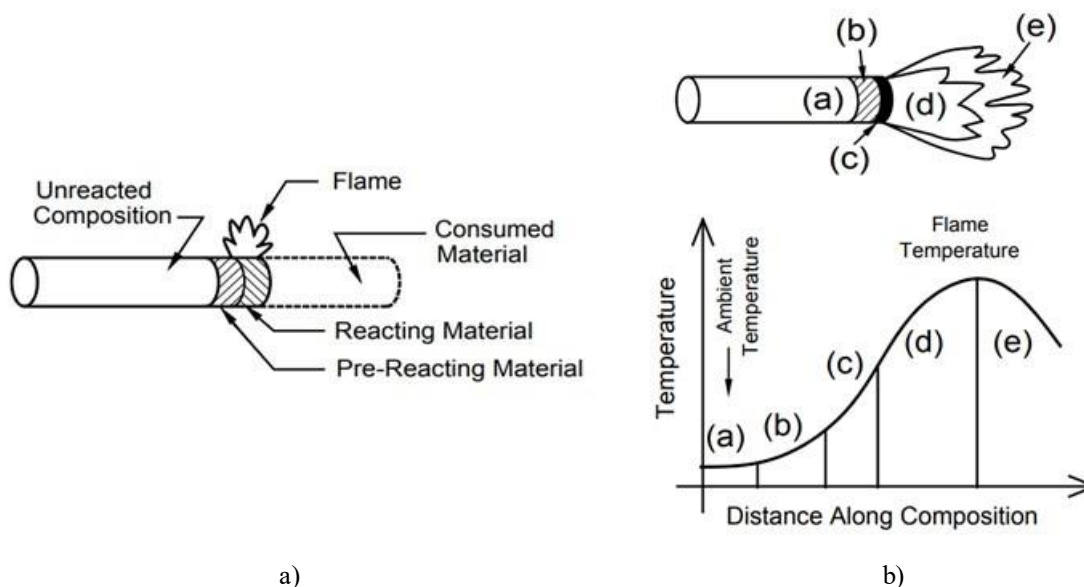 Flame
Unreacted
Composition
Consumed
Material
Reacting Material
Pre-Reacting Material
a)
(b)
(e)
(a)
(d)
(c)
Flame
Temperature
Temperature
Ambient
Temperature
(a)
(b)
(c)
(d)
(e)
Distance Along Composition
b)